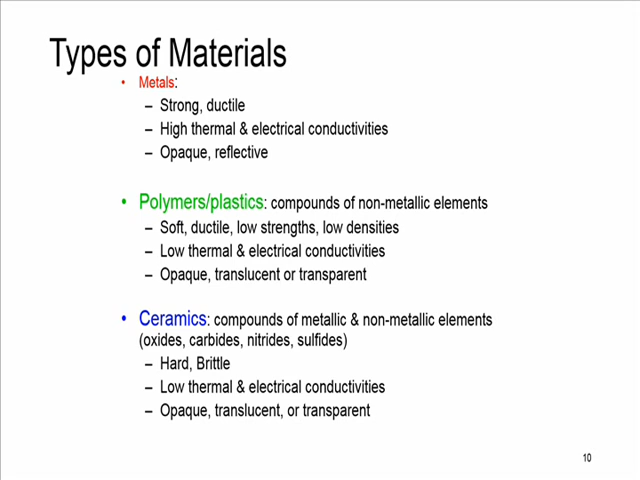 Types of Materials
• Metals:
– Strong, ductile
– High thermal & electrical conductivities
– Opaque, reflective
• Polymers/plastics: compounds of non-metallic elements
– Soft, ductile, low strengths, low densities
– Low thermal & electrical conductivities
– Opaque, translucent or transparent
• Ceramics: compounds of metallic & non-metallic elements
(oxides, carbides, nitrides, sulfides)
– Hard, Brittle
– Low thermal & electrical conductivities
– Opaque, translucent, or transparent
10